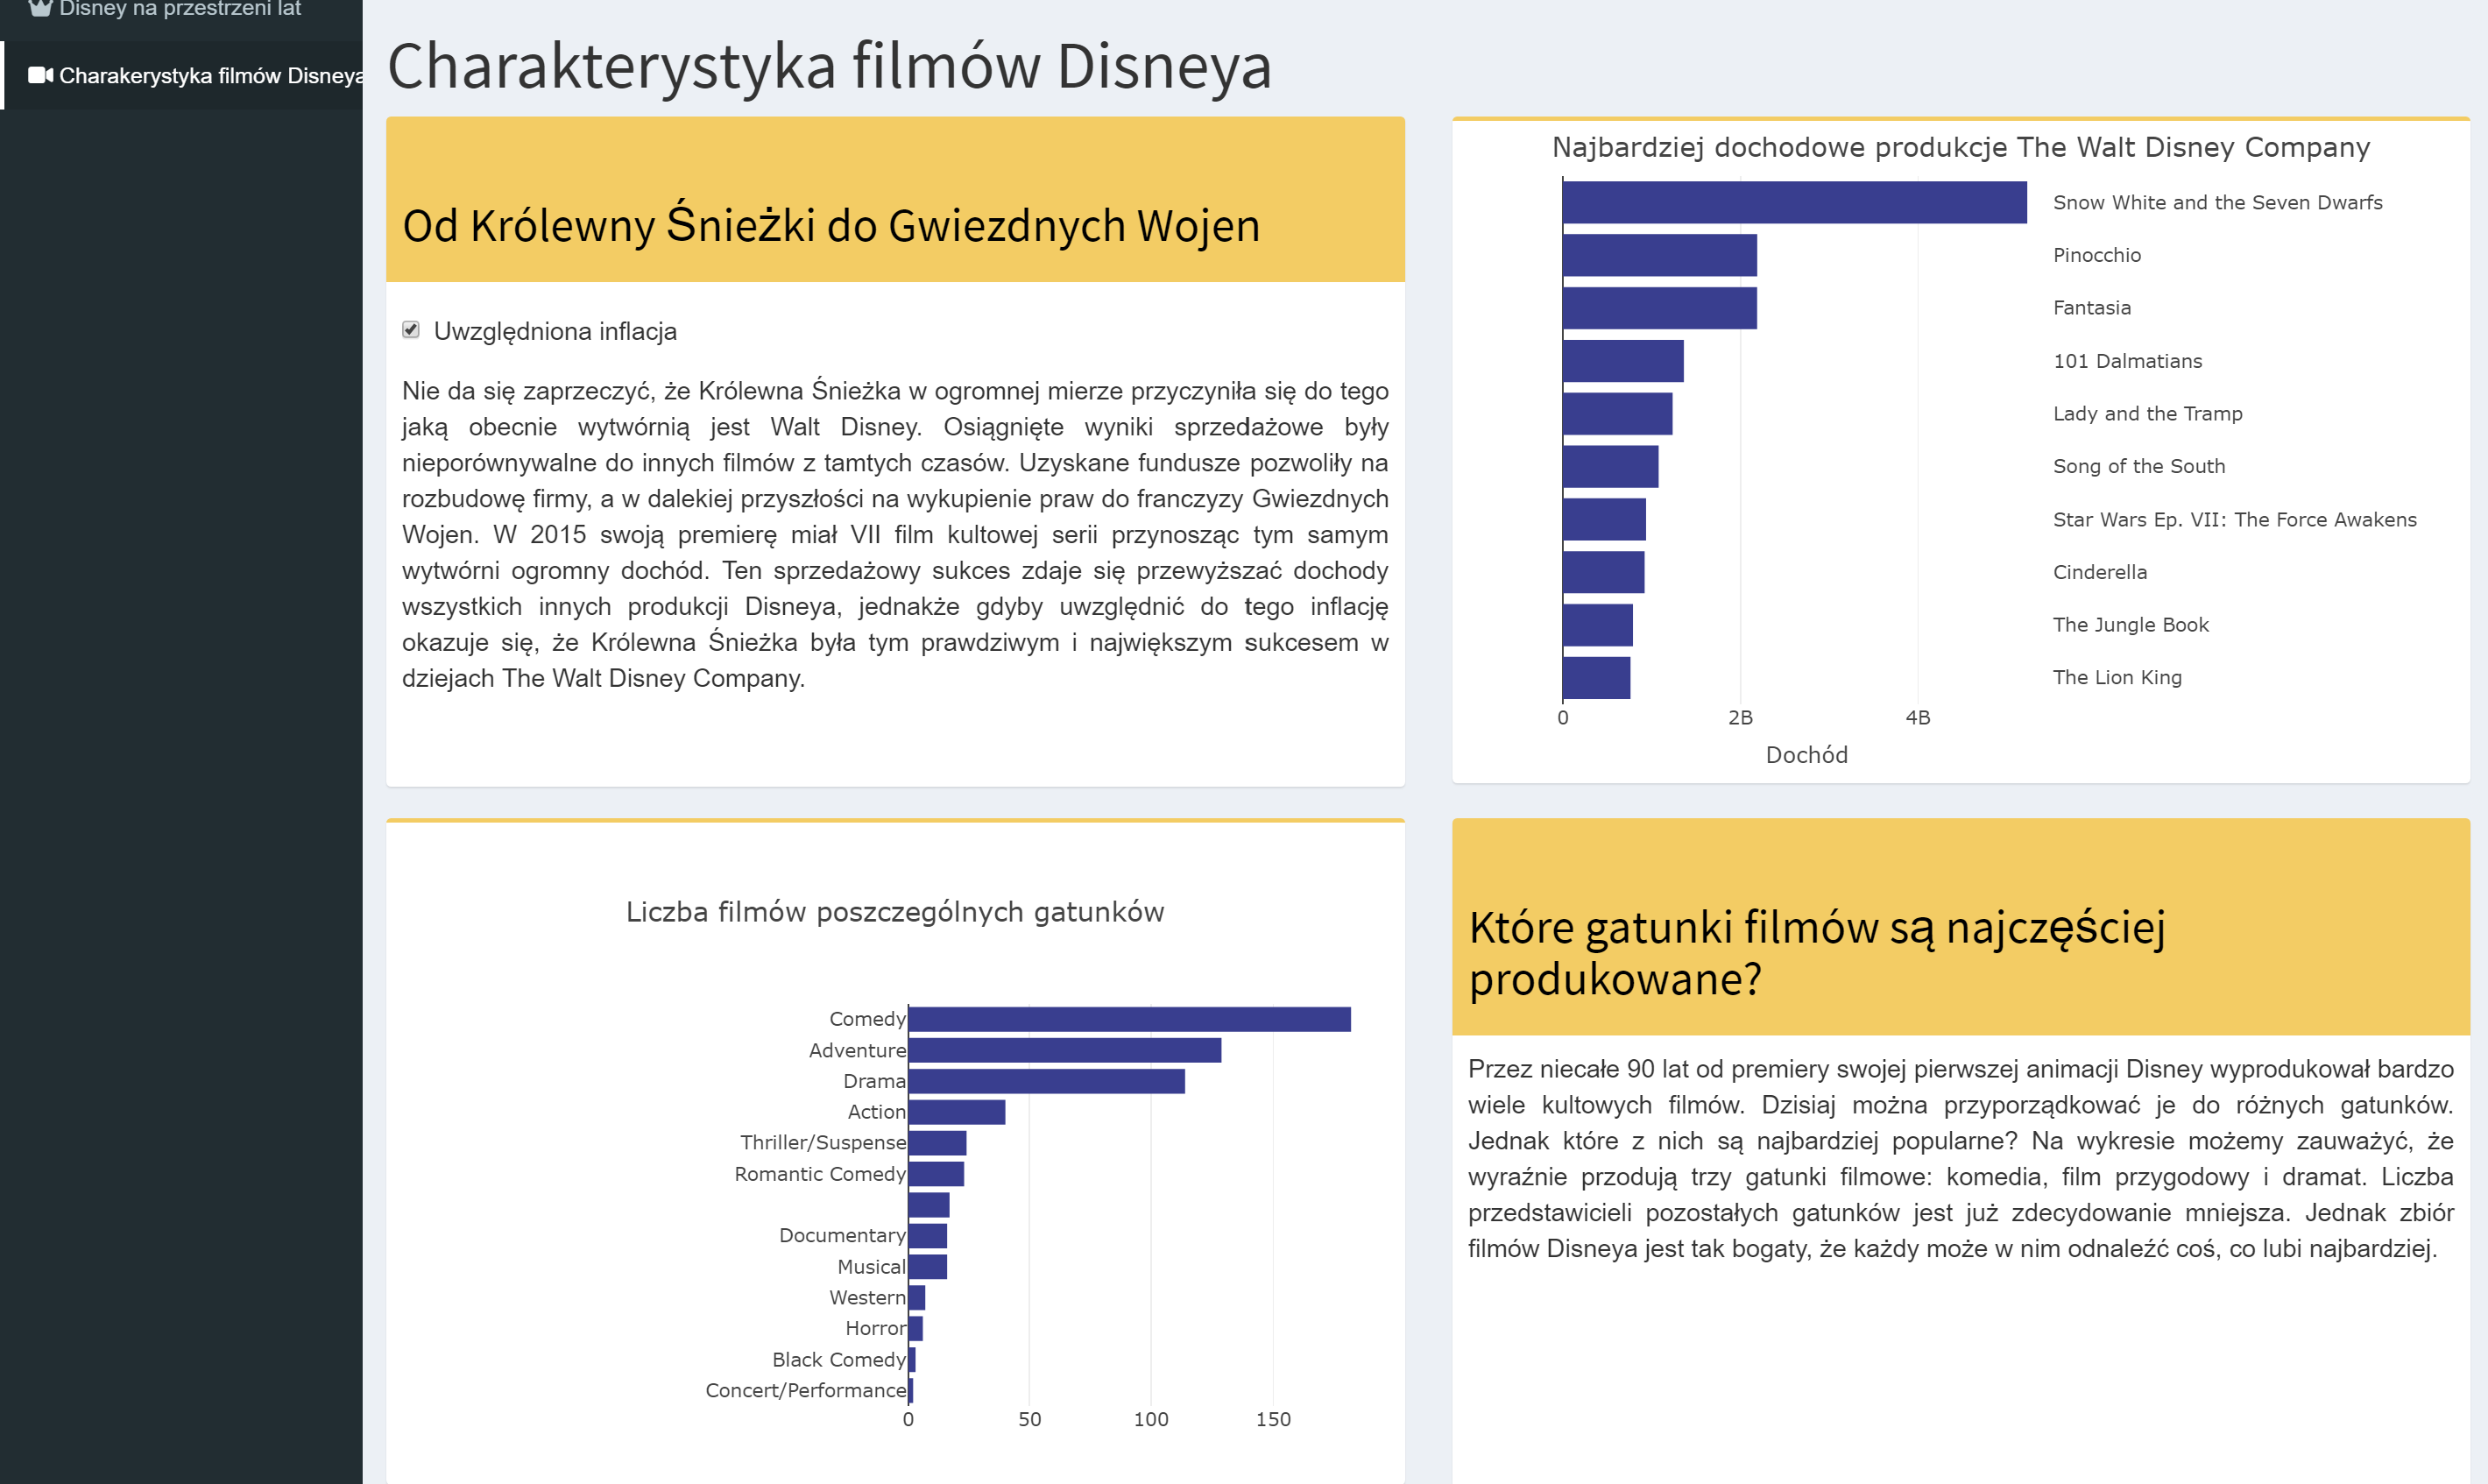 Disney na przestrzeni lat
Charakerystyka filmów Disneya
Charakterystyka filmów Disneya
Od Królewny Śnieżki do Gwiezdnych Wojen
Uwzględniona inflacja
Nie da się zaprzeczyć, że Królewna Śnieżka w ogromnej mierze przyczyniła się do tego
jaką obecnie wytwórnią jest Walt Disney. Osiągnięte wyniki sprzedażowe były
nieporównywalne do innych filmów z tamtych czasów. Uzyskane fundusze pozwoliły na
rozbudowę firmy, a w dalekiej przyszłości na wykupienie praw do franczyzy Gwiezdnych
Wojen. W 2015 swoją premierę miał VII film kultowej serii przynosząc tym samym
wytwórni ogromny dochód. Ten sprzedażowy sukces zdaje się przewyższać dochody
wszystkich innych produkcji Disneya, jednakże gdyby uwzględnić do tego inflację
okazuje się, że Królewna Śnieżka była tym prawdziwym i największym sukcesem w
dziejach The Walt Disney Company.
Najbardziej dochodowe produkcje The Walt Disney Company
Snow White and the Seven Dwarfs
Pinocchio
Fantasia
101 Dalmatians
Lady and the Tramp
Song of the South
Star Wars Ep. VII: The Force Awakens
Cinderella
The Jungle Book
The Lion King
0 2B 4B
Dochód
Liczba filmów poszczególnych gatunków
Comedy
Adventure
Drama
Action
Thriller/Suspense
Romantic Comedy
Documentary
Musical
Western
Horror
Black Comedy
Concert/Performance
0 50 100 150
Które gatunki filmów są najczęściej
produkowane?
Przez niecałe 90 lat od premiery swojej pierwszej animacji Disney wyprodukował bardzo
wiele kultowych filmów. Dzisiaj można przyporządkować je do różnych gatunków.
Jednak które z nich są najbardziej popularne? Na wykresie możemy zauważyć, że
wyraźnie przodują trzy gatunki filmowe: komedia, film przygodowy i dramat. Liczba
przedstawicieli pozostałych gatunków jest już zdecydowanie mniejsza. Jednak zbiór
filmów Disneya jest tak bogaty, że każdy może w nim odnaleźć coś, co lubi najbardziej.